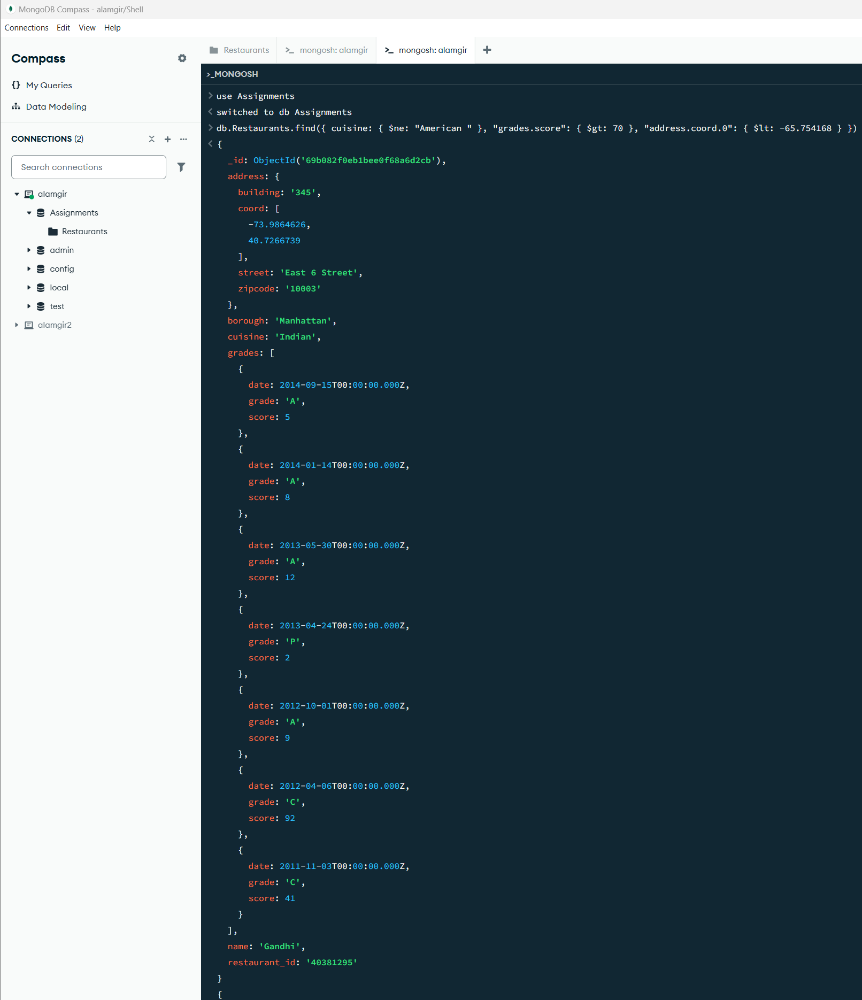 MongoDB Compass - alamgir/Shell
Connections Edit View Help
Compass
My Queries
Data Modeling
CONNECTIONS (2)
Search connections
alamgir
Assignments
Restaurants
admin
config
local
test
alamgir2
Restaurants
mongosh: alamgir
mongosh: alamgir
>_MONGOSH
> use Assignments
< switched to db Assignments
> db.Restaurants.find({ cuisine: { $ne: "American " }, "grades.score": { $gt: 70 }, "address.coord.0": { $lt: -65.754168 } })
< {
_id: ObjectId('69b082f0eb1bee0f68a6d2cb'),
address: {
building: '345',
coord: [
-73.9864626,
40.7266739
],
street: 'East 6 Street',
zipcode: '10003'
},
borough: 'Manhattan',
cuisine: 'Indian',
grades: [
{
date: 2014-09-15T00:00:00.000Z,
grade: 'A',
score: 5
},
{
date: 2014-01-14T00:00:00.000Z,
grade: 'A',
score: 8
},
{
date: 2013-05-30T00:00:00.000Z,
grade: 'A',
score: 12
},
{
date: 2013-04-24T00:00:00.000Z,
grade: 'P',
score: 2
},
{
date: 2012-10-01T00:00:00.000Z,
grade: 'A',
score: 9
},
{
date: 2012-04-06T00:00:00.000Z,
grade: 'C',
score: 92
},
{
date: 2011-11-03T00:00:00.000Z,
grade: 'C',
score: 41
}
],
name: 'Gandhi',
restaurant_id: '40381295'
}
{